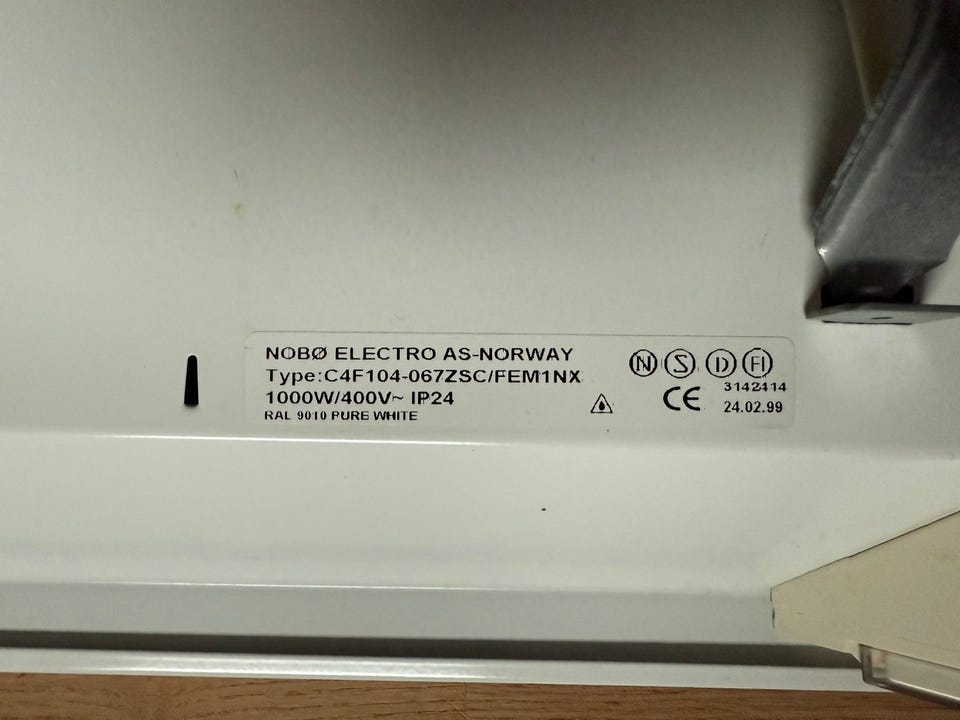 NOBØ ELECTRO AS-NORWAY
Type:C4F104-067ZSC/FEM1NX
1000W/400V~ IP24
RAL 9010 PURE WHITE
N S D FI
3142414
CE 24.02.99